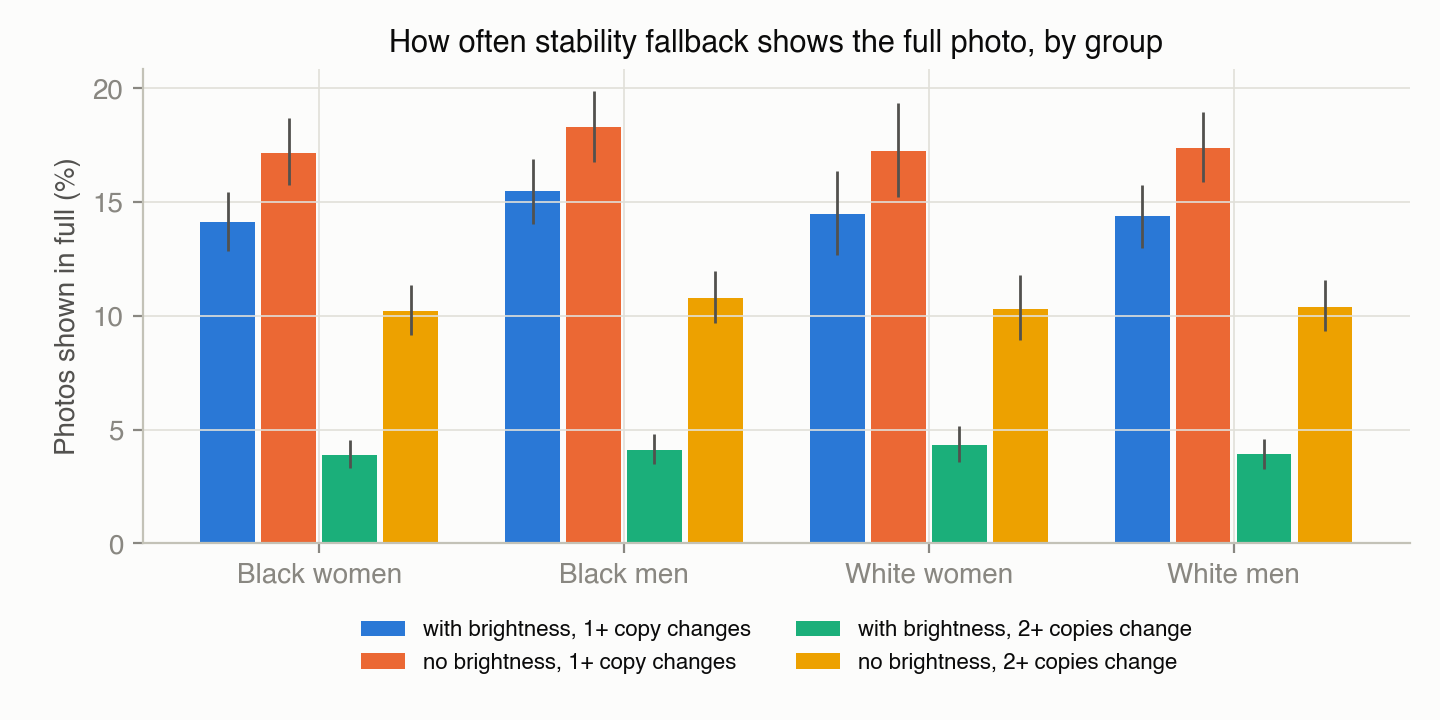 How often stability fallback shows the full photo, by group
Photos shown in full (%)
20
15
10
5
0
Black women
Black men
White women
White men
with brightness, 1+ copy changes
no brightness, 1+ copy changes
with brightness, 2+ copies change
no brightness, 2+ copies change